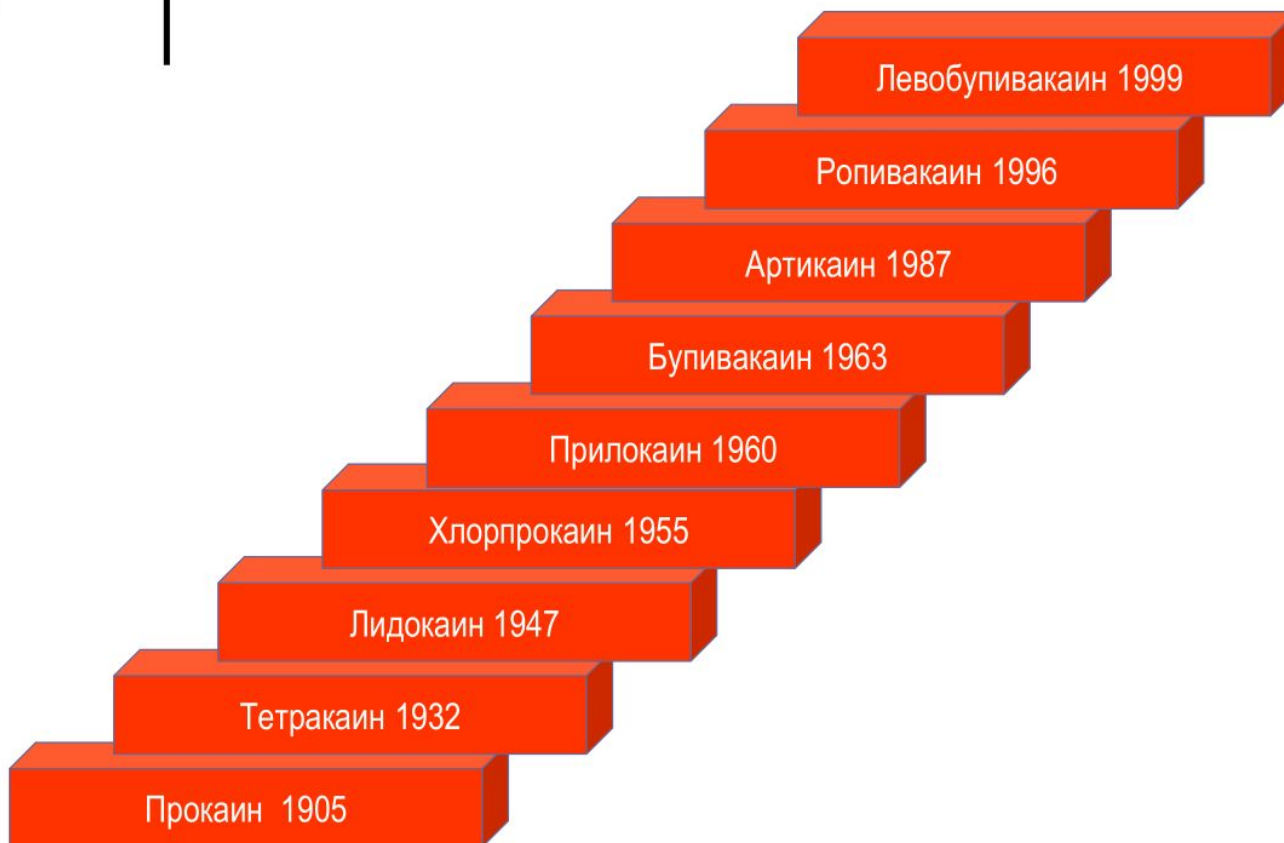 Левобупивакаин 1999
Ропивакаин 1996
Артикаин 1987
Бупивакаин 1963
Прилокаин 1960
Хлорпрокаин 1955
Лидокаин 1947
Тетракаин 1932
Прокаин  1905